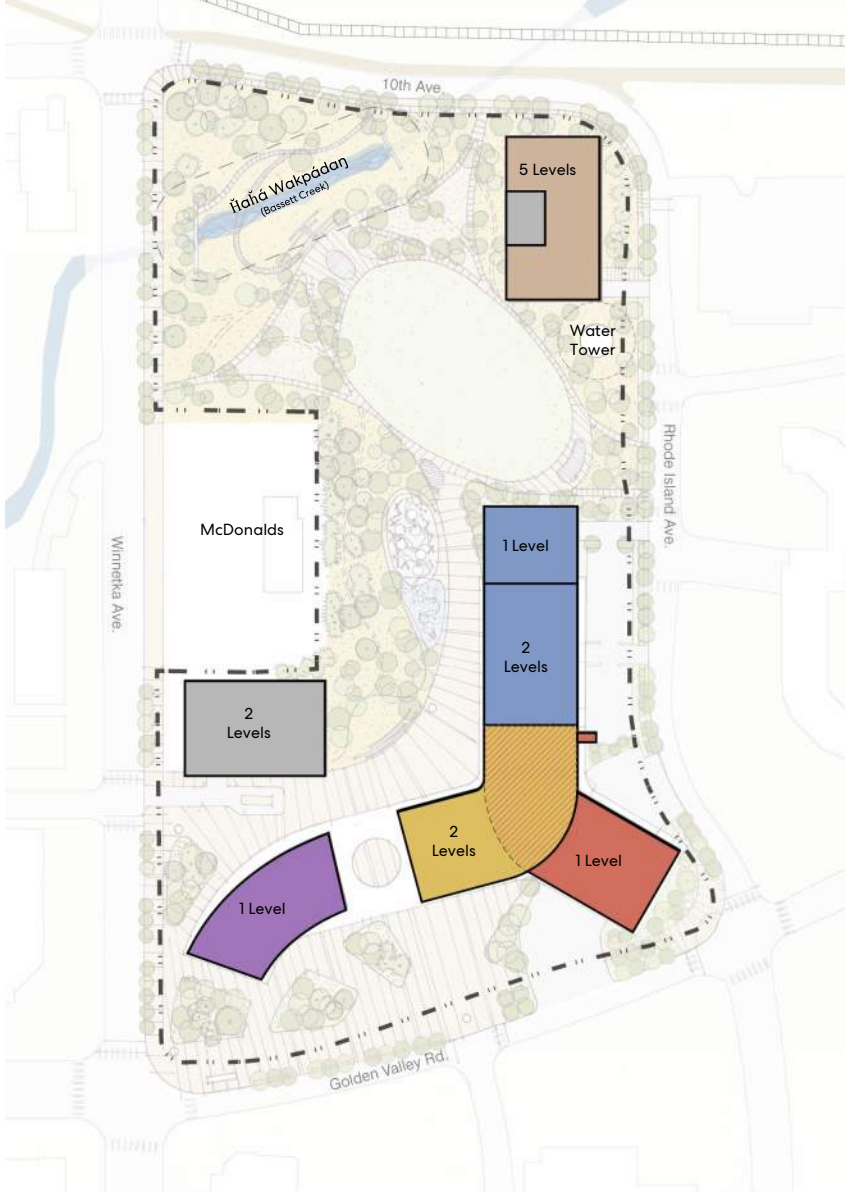 10th Ave.
Ȟaȟá Wakpádaŋ
(Bassett Creek)
5 Levels
Water
Tower
Rhode Island Ave.
McDonalds
Winnetka Ave.
1 Level
2
Levels
2
Levels
2
Levels
1 Level
1 Level
Golden Valley Rd.